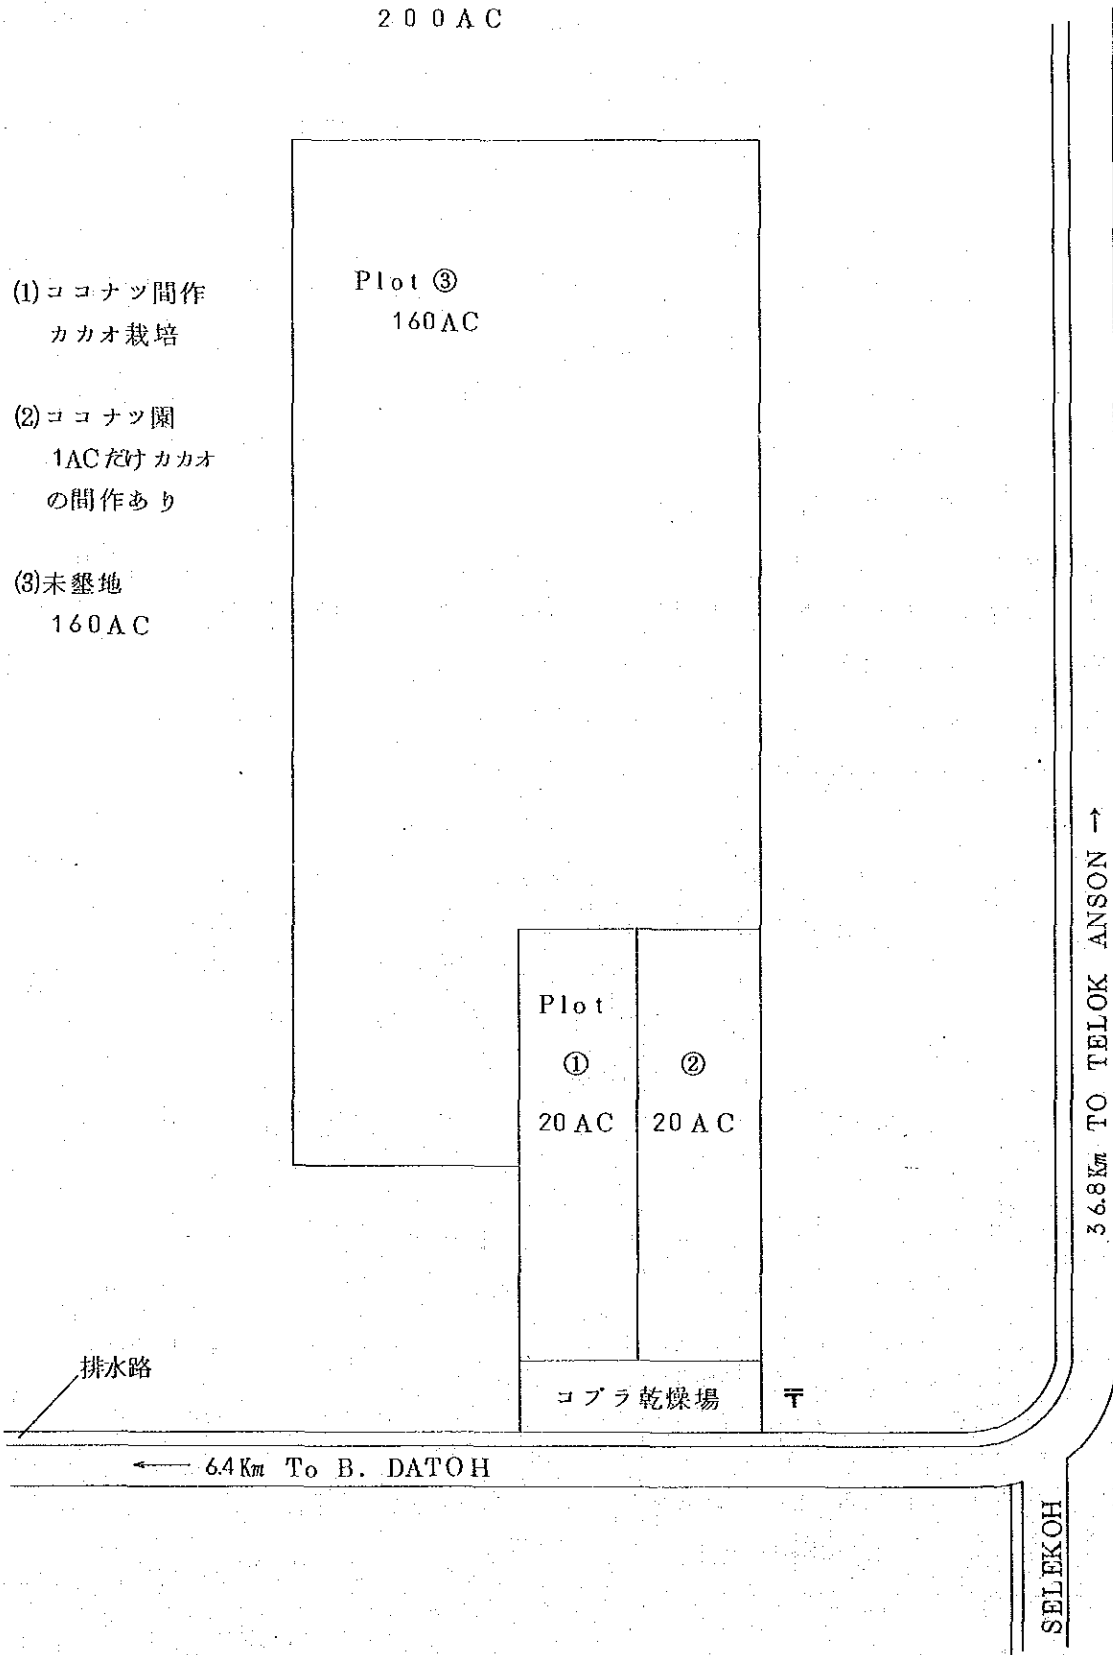 200AC
(1)ココナツ間作
カカオ栽培
(2)ココナツ園
1ACだけカカオ
の間作あり
(3)未墾地
160AC
Plot ③
160AC
Plot
①
20AC
②
20AC
コプラ乾燥場
〒
排水路
← 6.4Km To B. DATOH
36.8Km TO TELOK ANSON →
SELEKOH